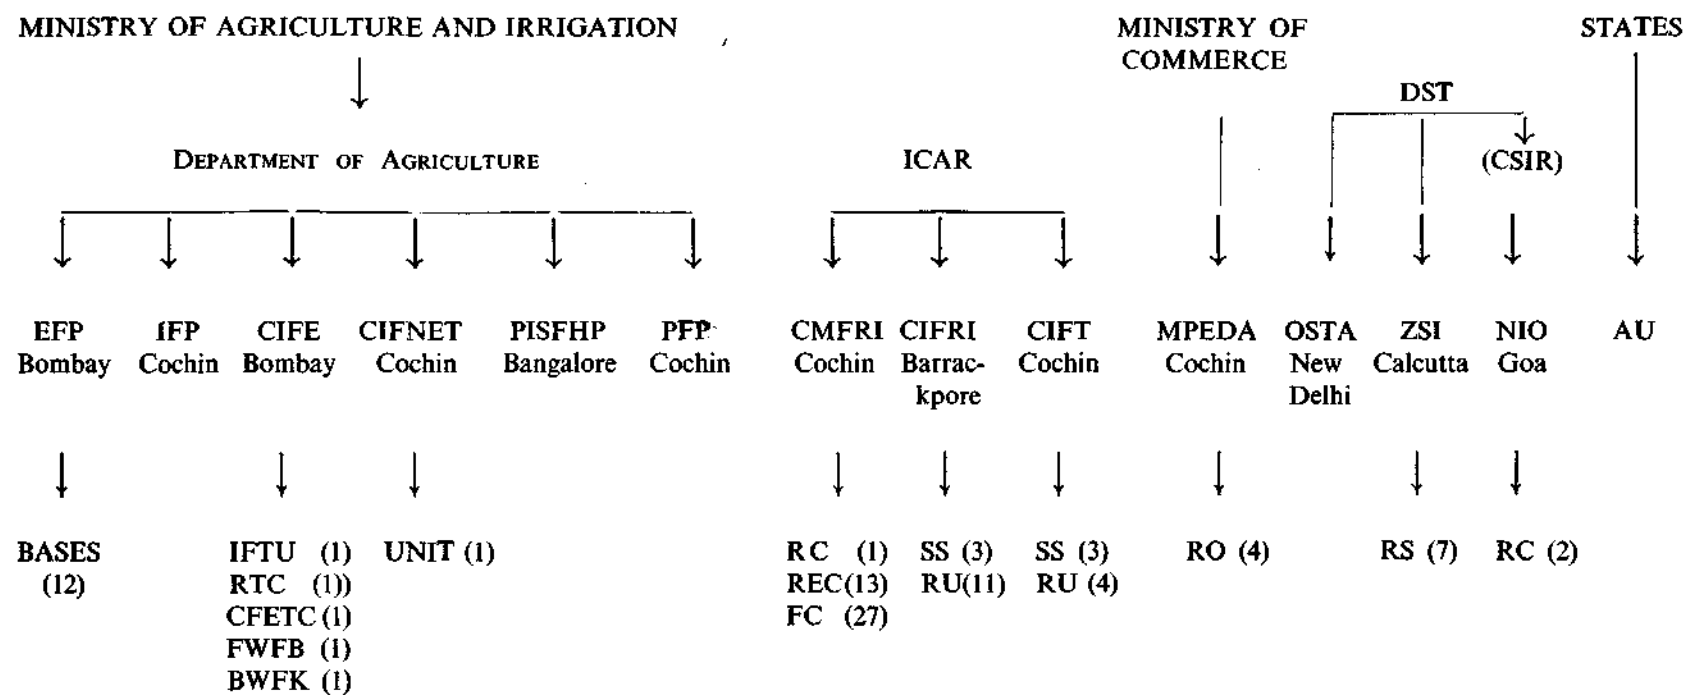 MINISTRY OF AGRICULTURE AND IRRIGATION MINISTRY OF STATES
COMMERCE
DST
DEPARTMENT OF AGRICULTURE ICAR (CSIR)
EFP IFP CIFE CIFNET PISFHP PFP CMFRI CIFRI CIFT MPEDA OSTA ZSI NIO AU
Bombay Cochin Bombay Cochin Bangalore Cochin Cochin Barrac- Cochin Cochin New Calcutta Goa
kpore Delhi
BASES IFTU (1) UNIT (1) RC (1) SS (3) SS (3) RO (4) RS (7) RC (2)
(12) RTC (1)) REC(13) RU(11) RU (4)
CFETC (1) FC (27)
FWFB (1)
BWFK (1)